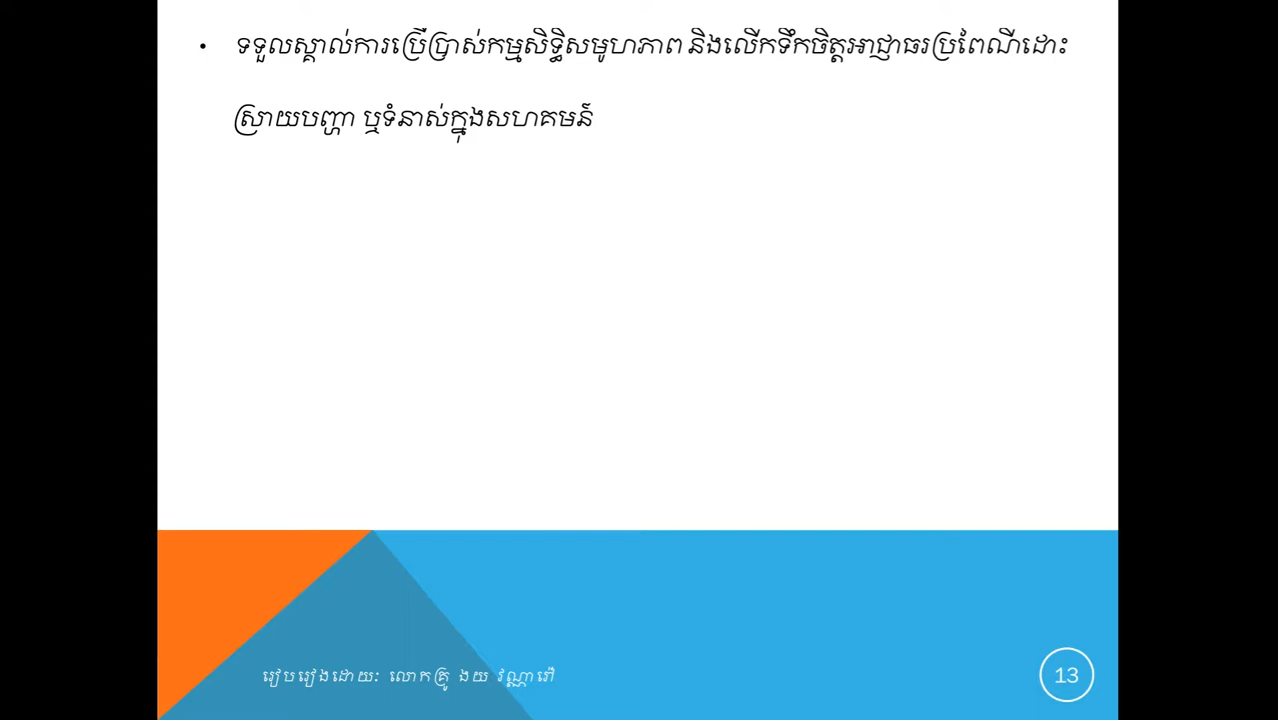 • ទទួលស្គាល់ការប្រើប្រាស់កម្មសិទ្ធិសមូហភាព និងលើកទឹកចិត្តអាជ្ញាធរប្រពៃណីដោះ
ស្រាយបញ្ហា ឬទំនាស់ក្នុងសហគមន៍
រៀបរៀងដោយ: លោកគ្រូ ងយ វណ្ណារ៉ៅ
13